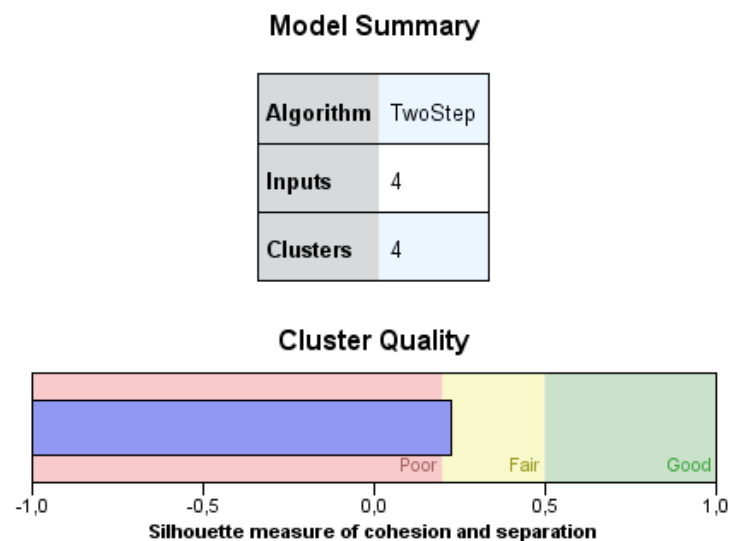 Model Summary
Algorithm TwoStep
Inputs 4
Clusters 4
Cluster Quality
Poor Fair Good
-1,0 -0,5 0,0 0,5 1,0
Silhouette measure of cohesion and separation